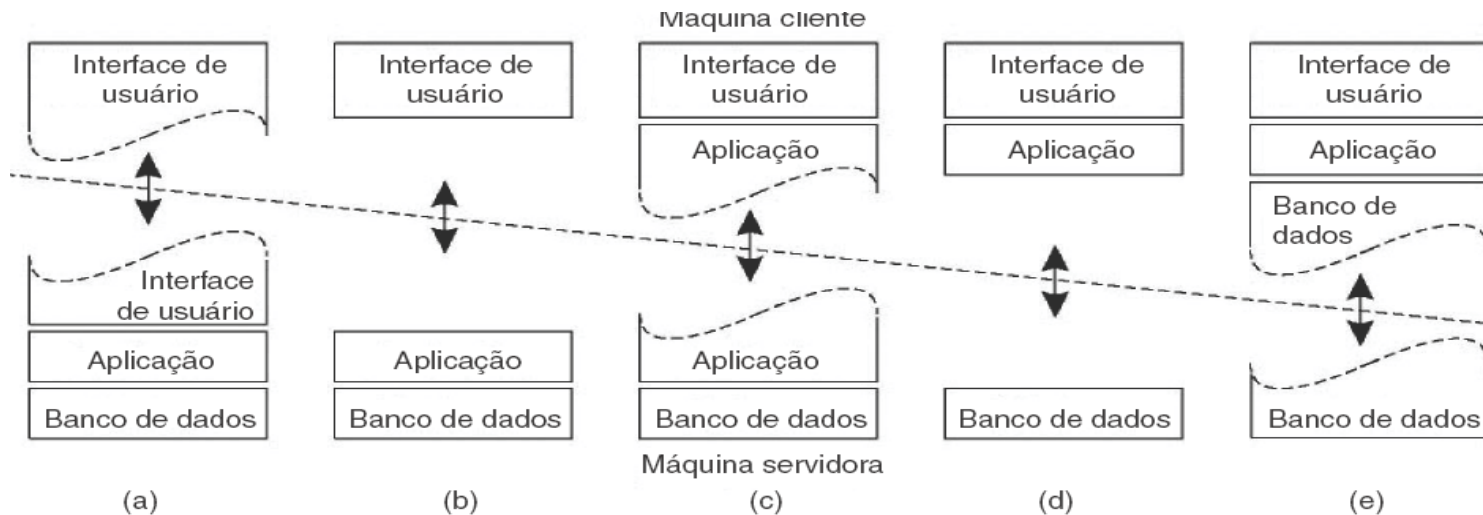 Máquina cliente
Interface de
usuário
Interface de
usuário
Interface de
usuário
Interface de
usuário
Interface de
usuário
Aplicação
Aplicação
Aplicação
Banco de
dados
Interface
de usuário
Aplicação
Aplicação
Aplicação
Banco de dados
Banco de dados
Banco de dados
Banco de dados
Banco de dados
Máquina servidora
(a)
(b)
(c)
(d)
(e)